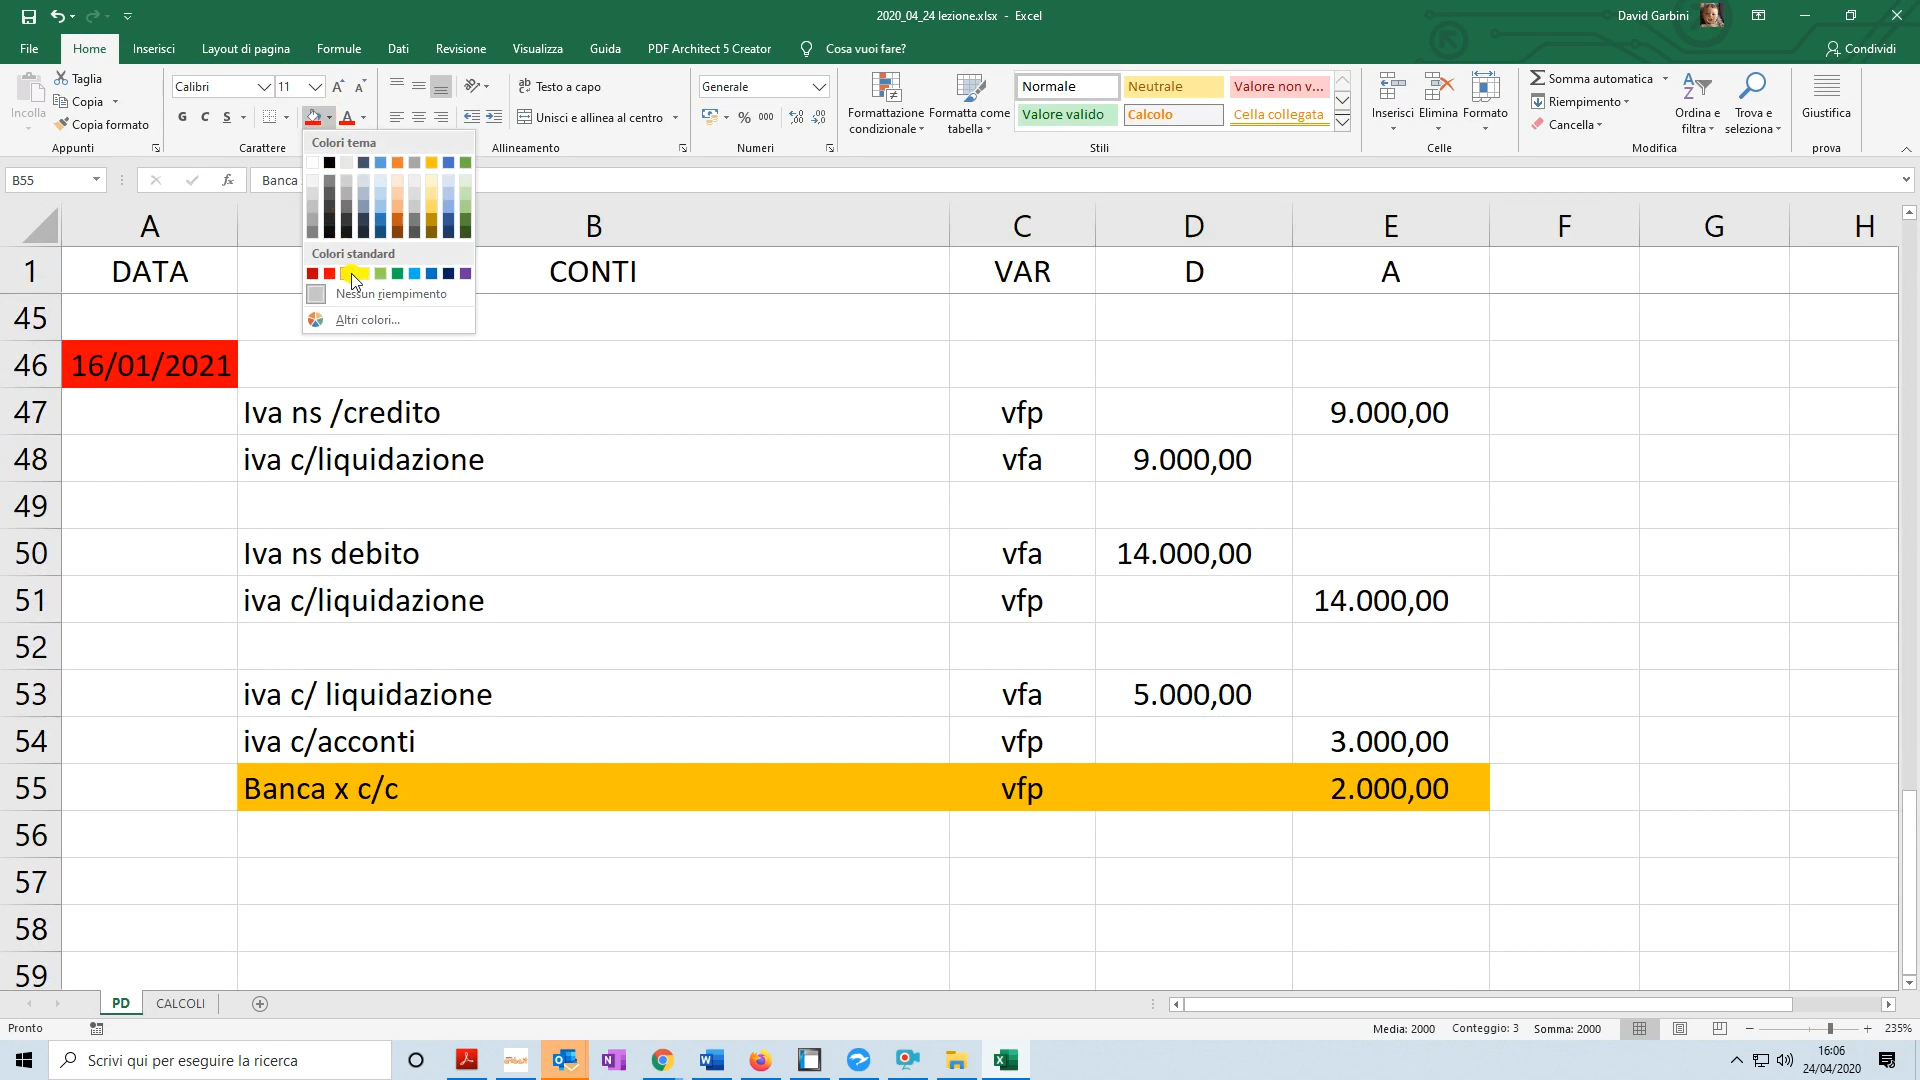 2020_04_24 lezione.xlsx - Excel
David Garbini
File Home Inserisci Layout di pagina Formule Dati Revisione Visualizza Guida PDF Architect 5 Creator Cosa vuoi fare? Condividi
Incolla
Taglia
Copia
Copia formato
Appunti
Calibri 11
G C S A
Carattere
Testo a capo
Unisci e allinea al centro
Allineamento
Generale
% 000
Numeri
Formattazione condizionale
Formatta come tabella
Normale Neutrale Valore non v...
Valore valido Calcolo Cella collegata
Stili
Inserisci Elimina Formato
Celle
Somma automatica
Riempimento
Cancella
Ordina e filtra
Trova e seleziona
Modifica
Giustifica
prova
Colori tema
Colori standard
Nessun riempimento
Altri colori...
B55 fx Banca
A B C D E F G H
1 DATA CONTI VAR D A
45
46 16/01/2021
47 Iva ns /credito vfp 9.000,00
48 iva c/liquidazione vfa 9.000,00
49
50 Iva ns debito vfa 14.000,00
51 iva c/liquidazione vfp 14.000,00
52
53 iva c/ liquidazione vfa 5.000,00
54 iva c/acconti vfp 3.000,00
55 Banca x c/c vfp 2.000,00
56
57
58
59
PD CALCOLI
Pronto Media: 2000 Conteggio: 3 Somma: 2000 235%
Scrivi qui per eseguire la ricerca
16:06
24/04/2020